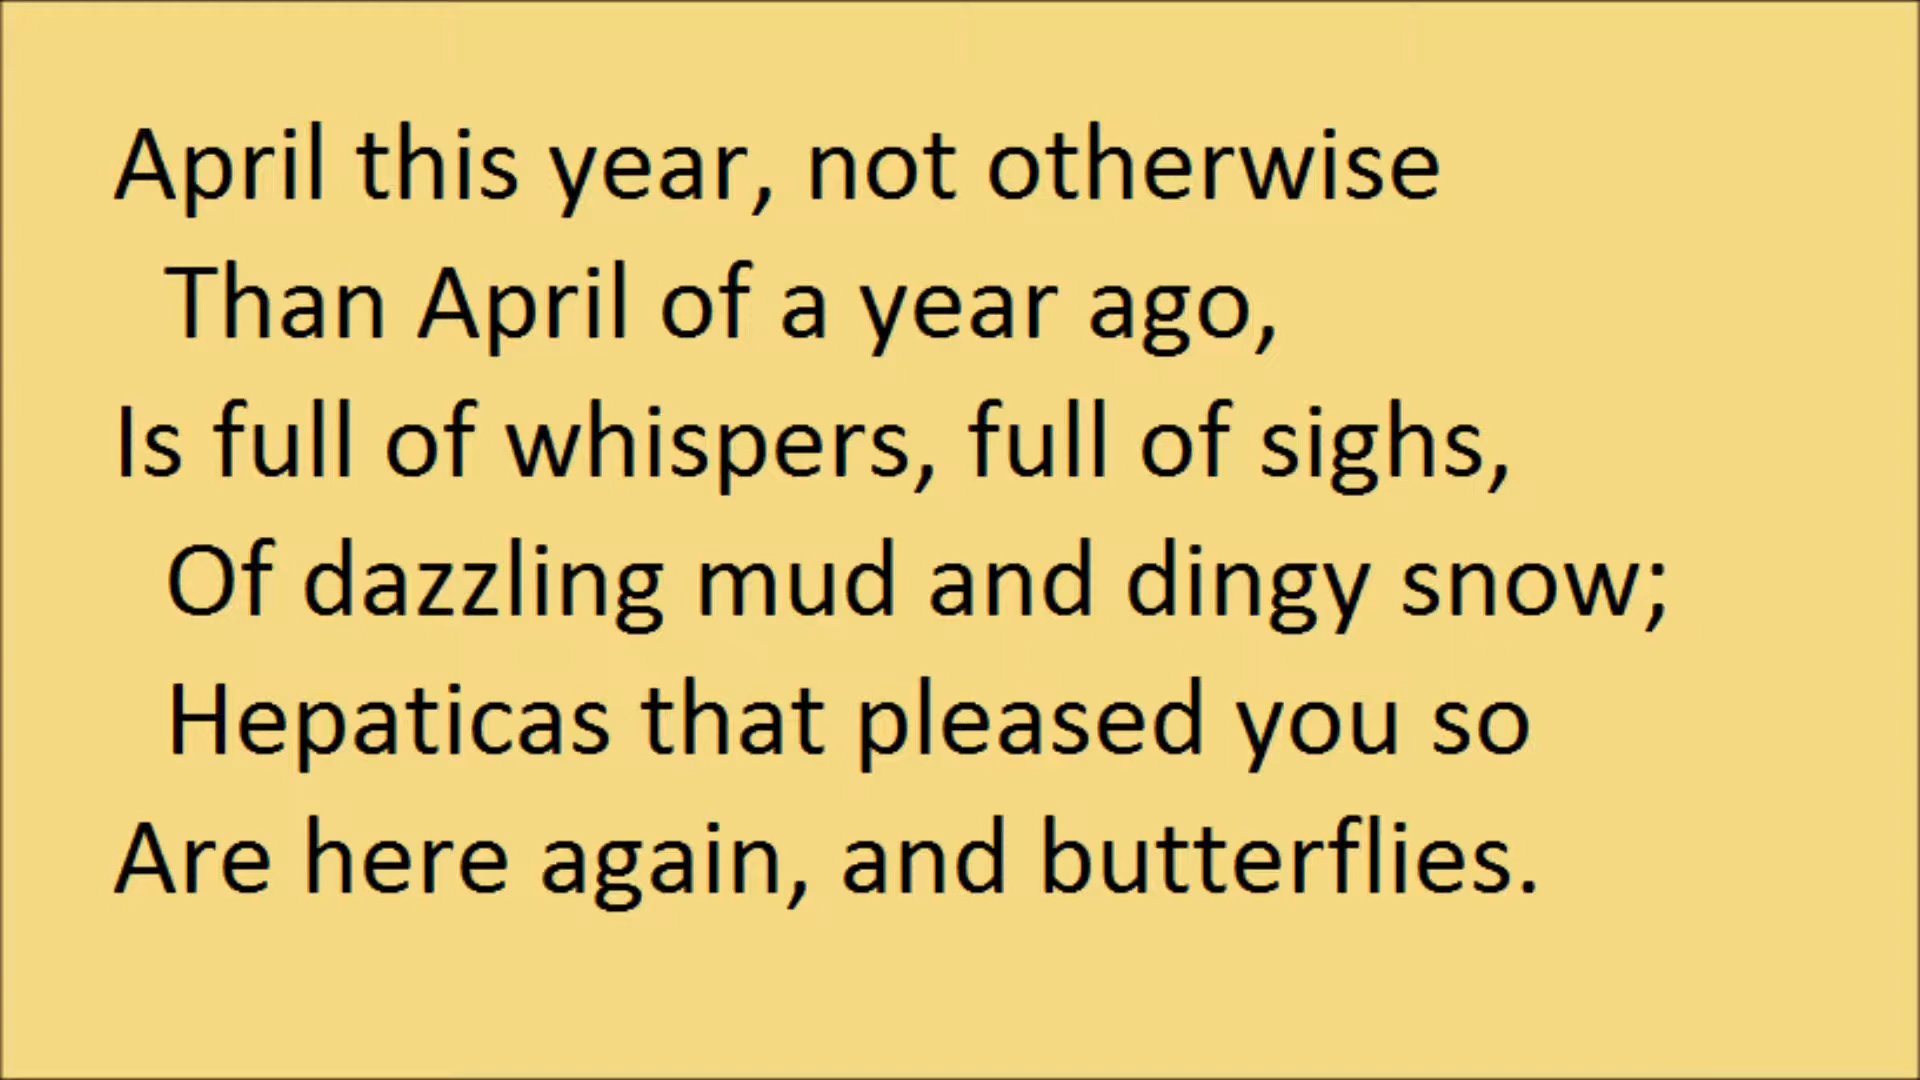 April this year, not otherwise
Than April of a year ago,
Is full of whispers, full of sighs,
Of dazzling mud and dingy snow;
Hepaticas that pleased you so
Are here again, and butterflies.